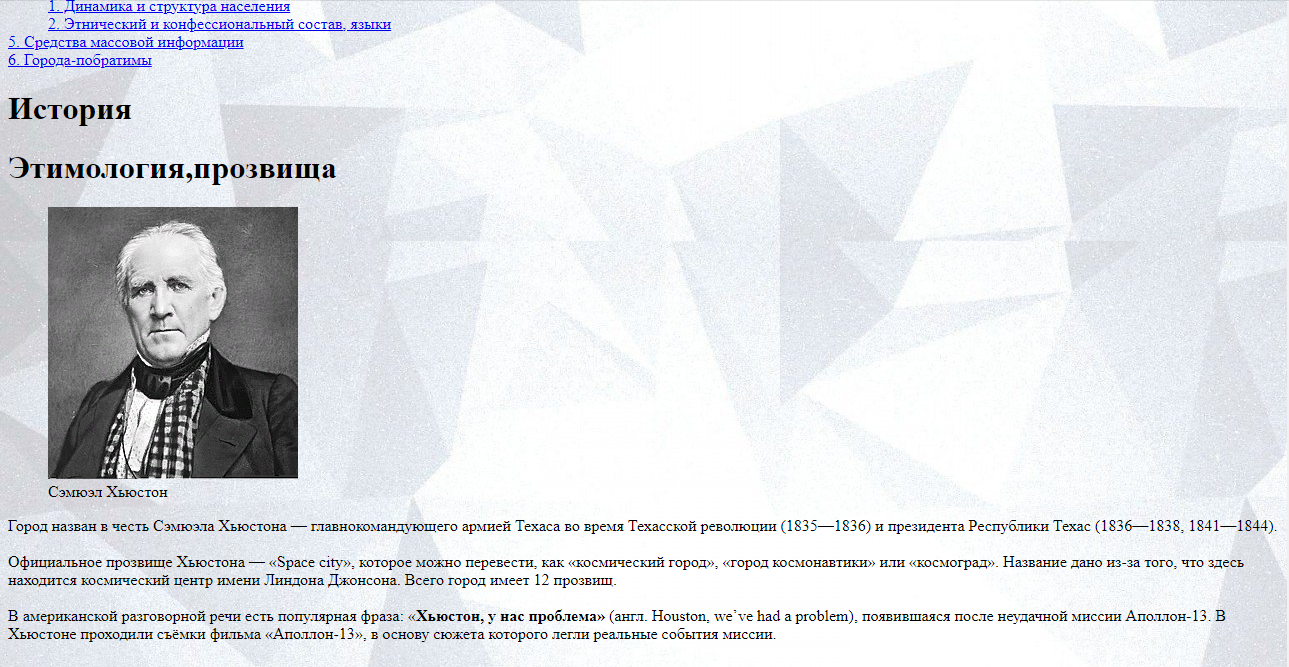 1. Динамика и структура населения
2. Этнический и конфессиональный состав, языки
5. Средства массовой информации
6. Города-побратимы
История
Этимология,прозвища
Сэмюэл Хьюстон
Город назван в честь Сэмюэла Хьюстона — главнокомандующего армией Техаса во время Техасской революции (1835—1836) и президента Республики Техас (1836—1838, 1841—1844).
Официальное прозвище Хьюстона — «Space city», которое можно перевести, как «космический город», «город космонавтики» или «космоград». Название дано из-за того, что здесь
находится космический центр имени Линдона Джонсона. Всего город имеет 12 прозвищ.
В американской разговорной речи есть популярная фраза: «Хьюстон, у нас проблема» (англ. Houston, we’ve had a problem), появившаяся после неудачной миссии Аполлон-13. В
Хьюстоне проходили съёмки фильма «Аполлон-13», в основу сюжета которого легли реальные события миссии.